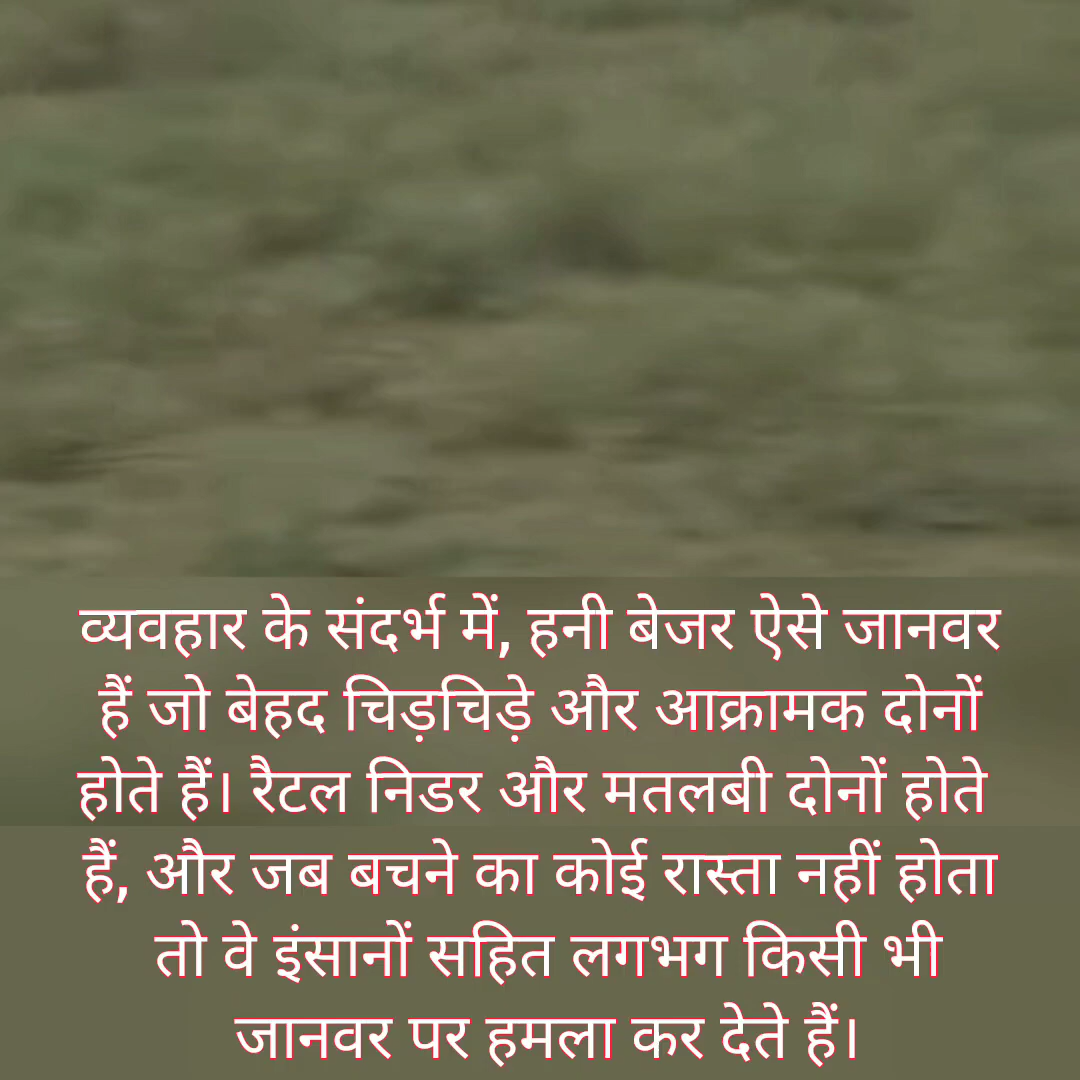 व्यवहार के संदर्भ में, हनी बेजर ऐसे जानवर
हैं जो बेहद चिड़चिड़े और आक्रामक दोनों
होते हैं। रैटल निडर और मतलबी दोनों होते
हैं, और जब बचने का कोई रास्ता नहीं होता
तो वे इंसानों सहित लगभग किसी भी
जानवर पर हमला कर देते हैं।